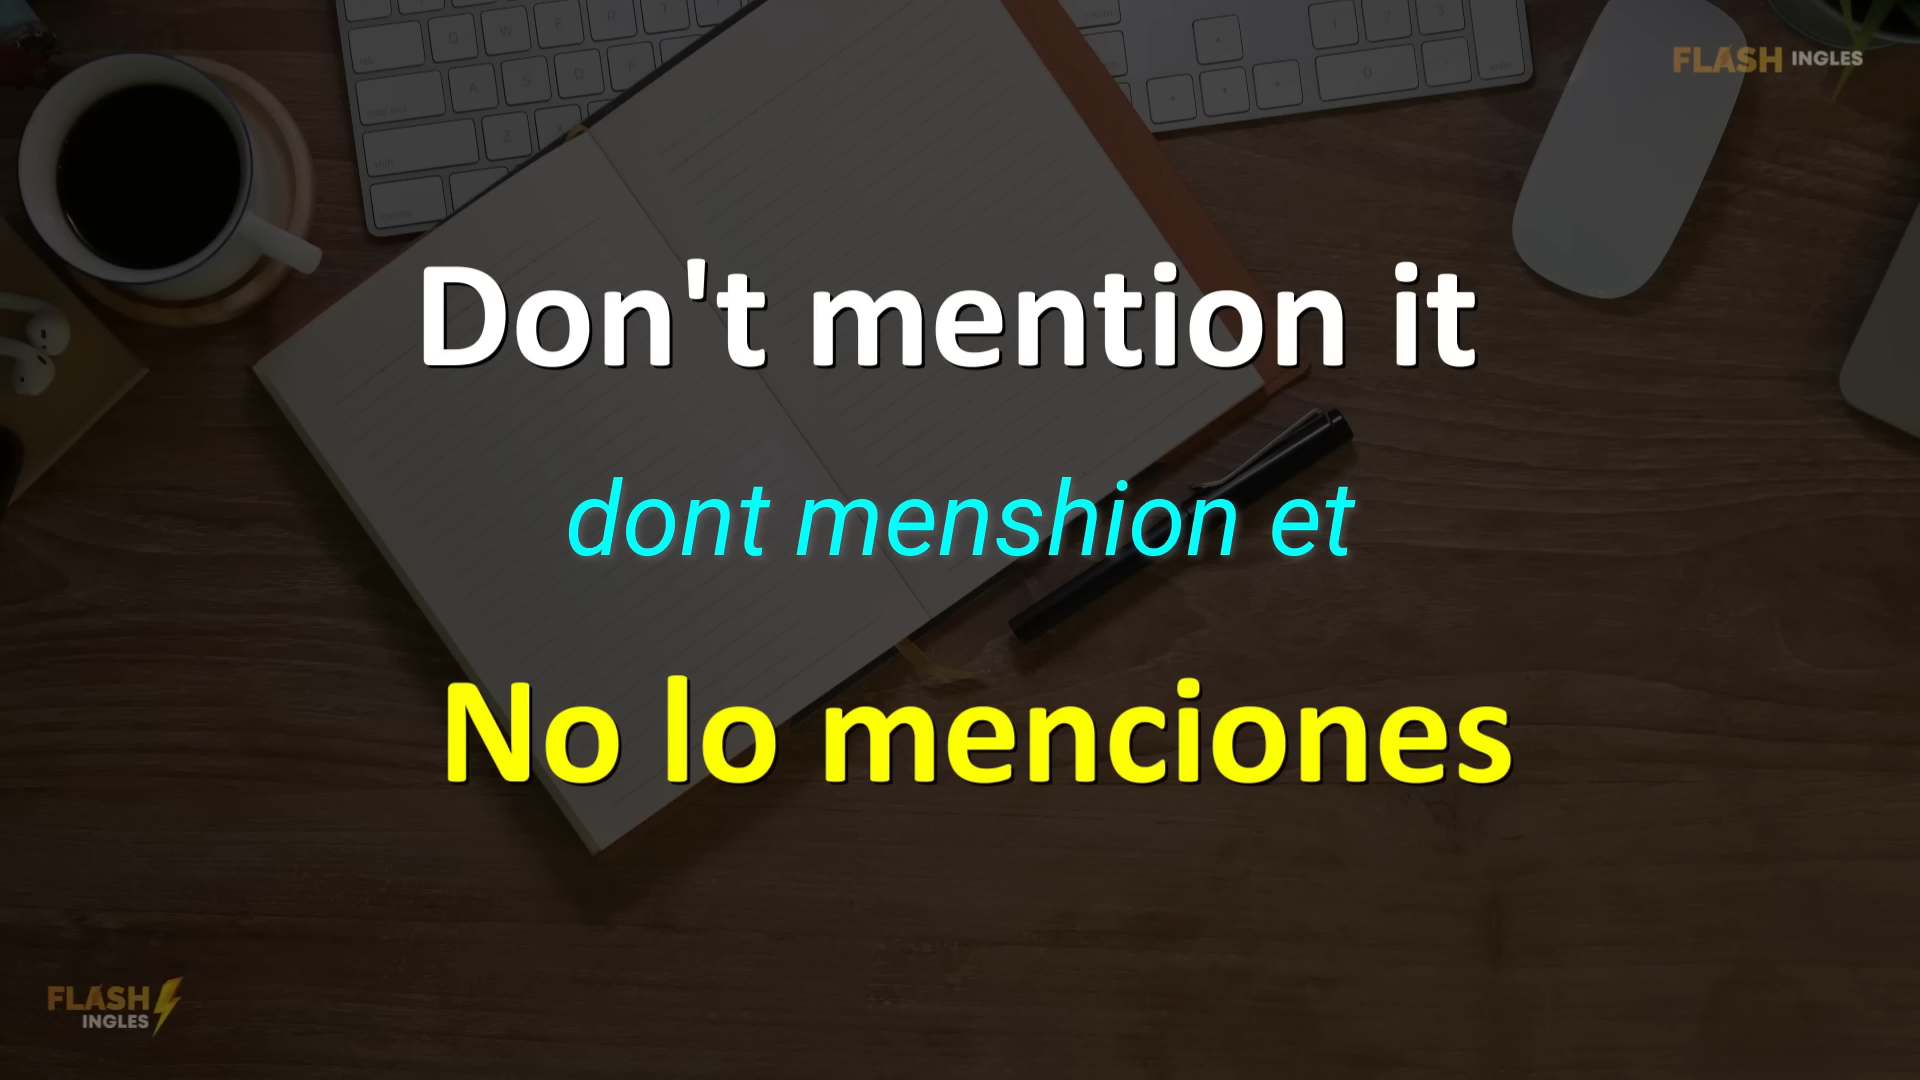 FLASH INGLES
Don't mention it
dont menshion et
No lo menciones
FLASH
INGLES